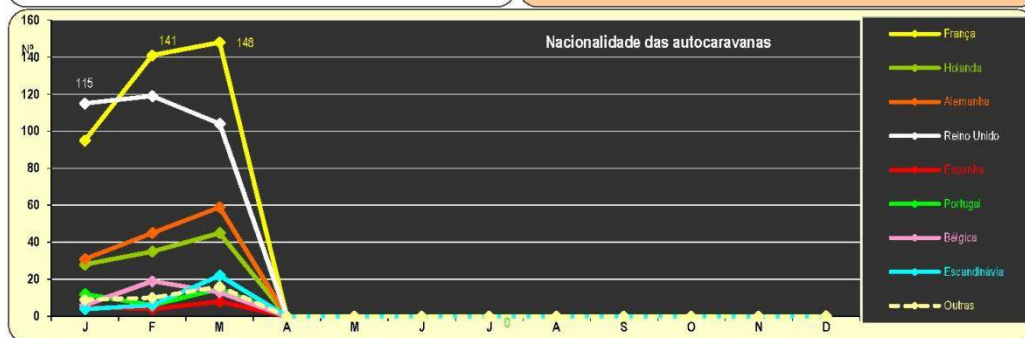 Nacionalidade das autocaravanas
Nº
160
140
120
100
80
60
40
20
0
115
141
148
0
J F M A M J J A S O N D
França
Holanda
Alemanha
Reino Unido
Espanha
Portugal
Bélgica
Escandinávia
Outras